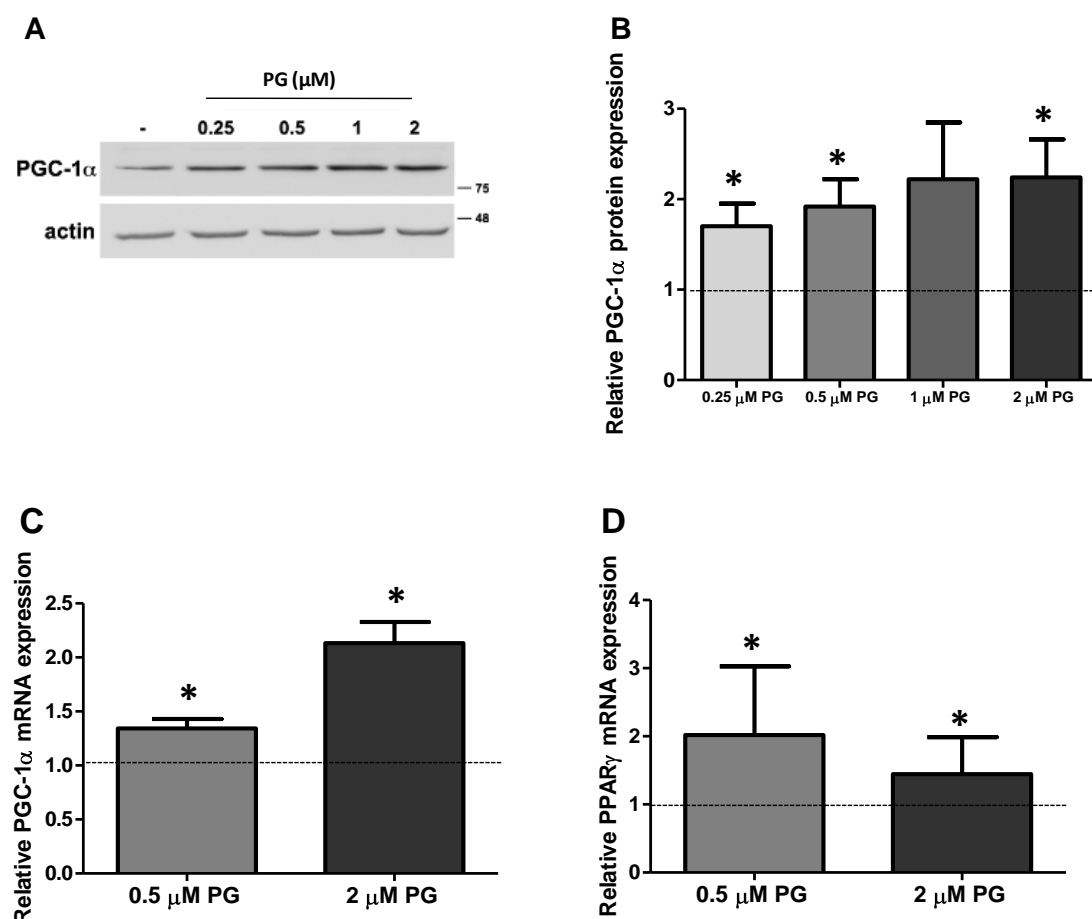 A
PG (µM)
- 0.25 0.5 1 2
PGC-1α
75
48
actin
B
Relative PGC-1α protein expression
3
2
1
0
* * *
0.25 µM PG 0.5 µM PG 1 µM PG 2 µM PG
C
Relative PGC-1α mRNA expression
2.5
2.0
1.5
1.0
0.5
0.0
* *
0.5 µM PG 2 µM PG
D
Relative PPARγ mRNA expression
4
3
2
1
0
* *
0.5 µM PG 2 µM PG